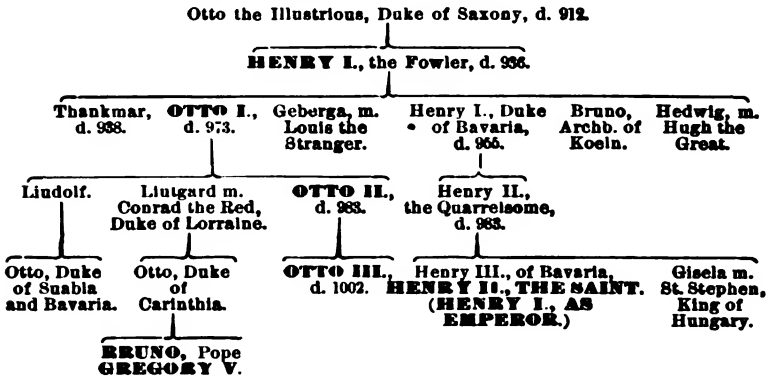 Otto the Illustrious, Duke of Saxony, d. 912.
HENRY I., the Fowler, d. 936.
Thankmar,
d. 938.
OTTO I.,
d. 973.
Geberga, m.
Louis the
Stranger.
Henry I., Duke
of Bavaria,
d. 955.
Bruno,
Archb. of
Koeln.
Hedwig, m.
Hugh the
Great.
Liudolf.
Liutgard m.
Conrad the Red,
Duke of Lorraine.
OTTO II.,
d. 983.
Henry II.,
the Quarrelsome,
d. 983.
Otto, Duke
of Suabia
and Bavaria.
Otto, Duke
of
Carinthia.
OTTO III.,
d. 1002.
Henry III., of Bavaria,
HENRY II., THE SAINT.
(HENRY I., AS
EMPEROR.)
Gisela m.
St. Stephen,
King of
Hungary.
BRUNO, Pope
GREGORY V.